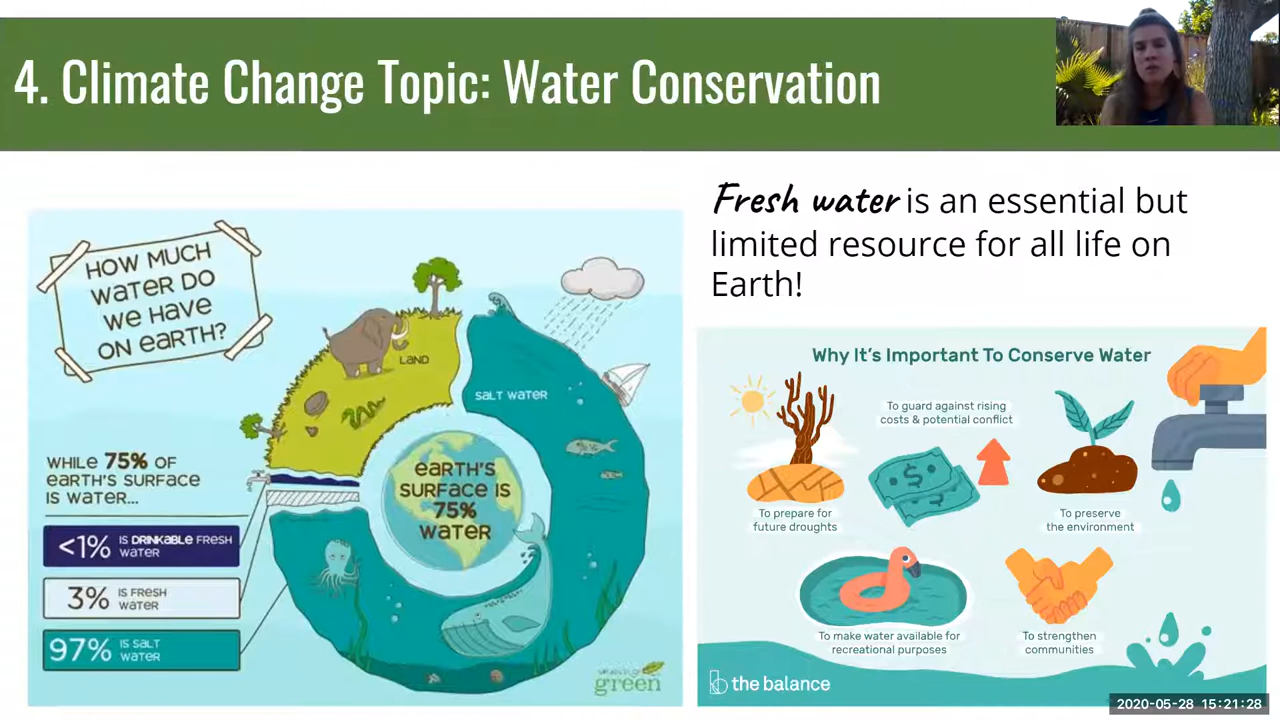 4. Climate Change Topic: Water Conservation
HOW MUCH
WATER DO
WE HAVE
ON EARTH?
LAND
SALT WATER
EARTH'S
SURFACE IS
75%
WATER
WHILE 75% OF
EARTH'S SURFACE
IS WATER...
<1% IS DRINKABLE FRESH
WATER
3% IS FRESH
WATER
97% IS SALT
WATER
green
Fresh water is an essential but
limited resource for all life on
Earth!
Why It's Important To Conserve Water
To guard against rising
costs & potential conflict
To prepare for
future droughts
To preserve
the environment
To make water available for
recreational purposes
To strengthen
communities
the balance
2020-05-28 15:21:28